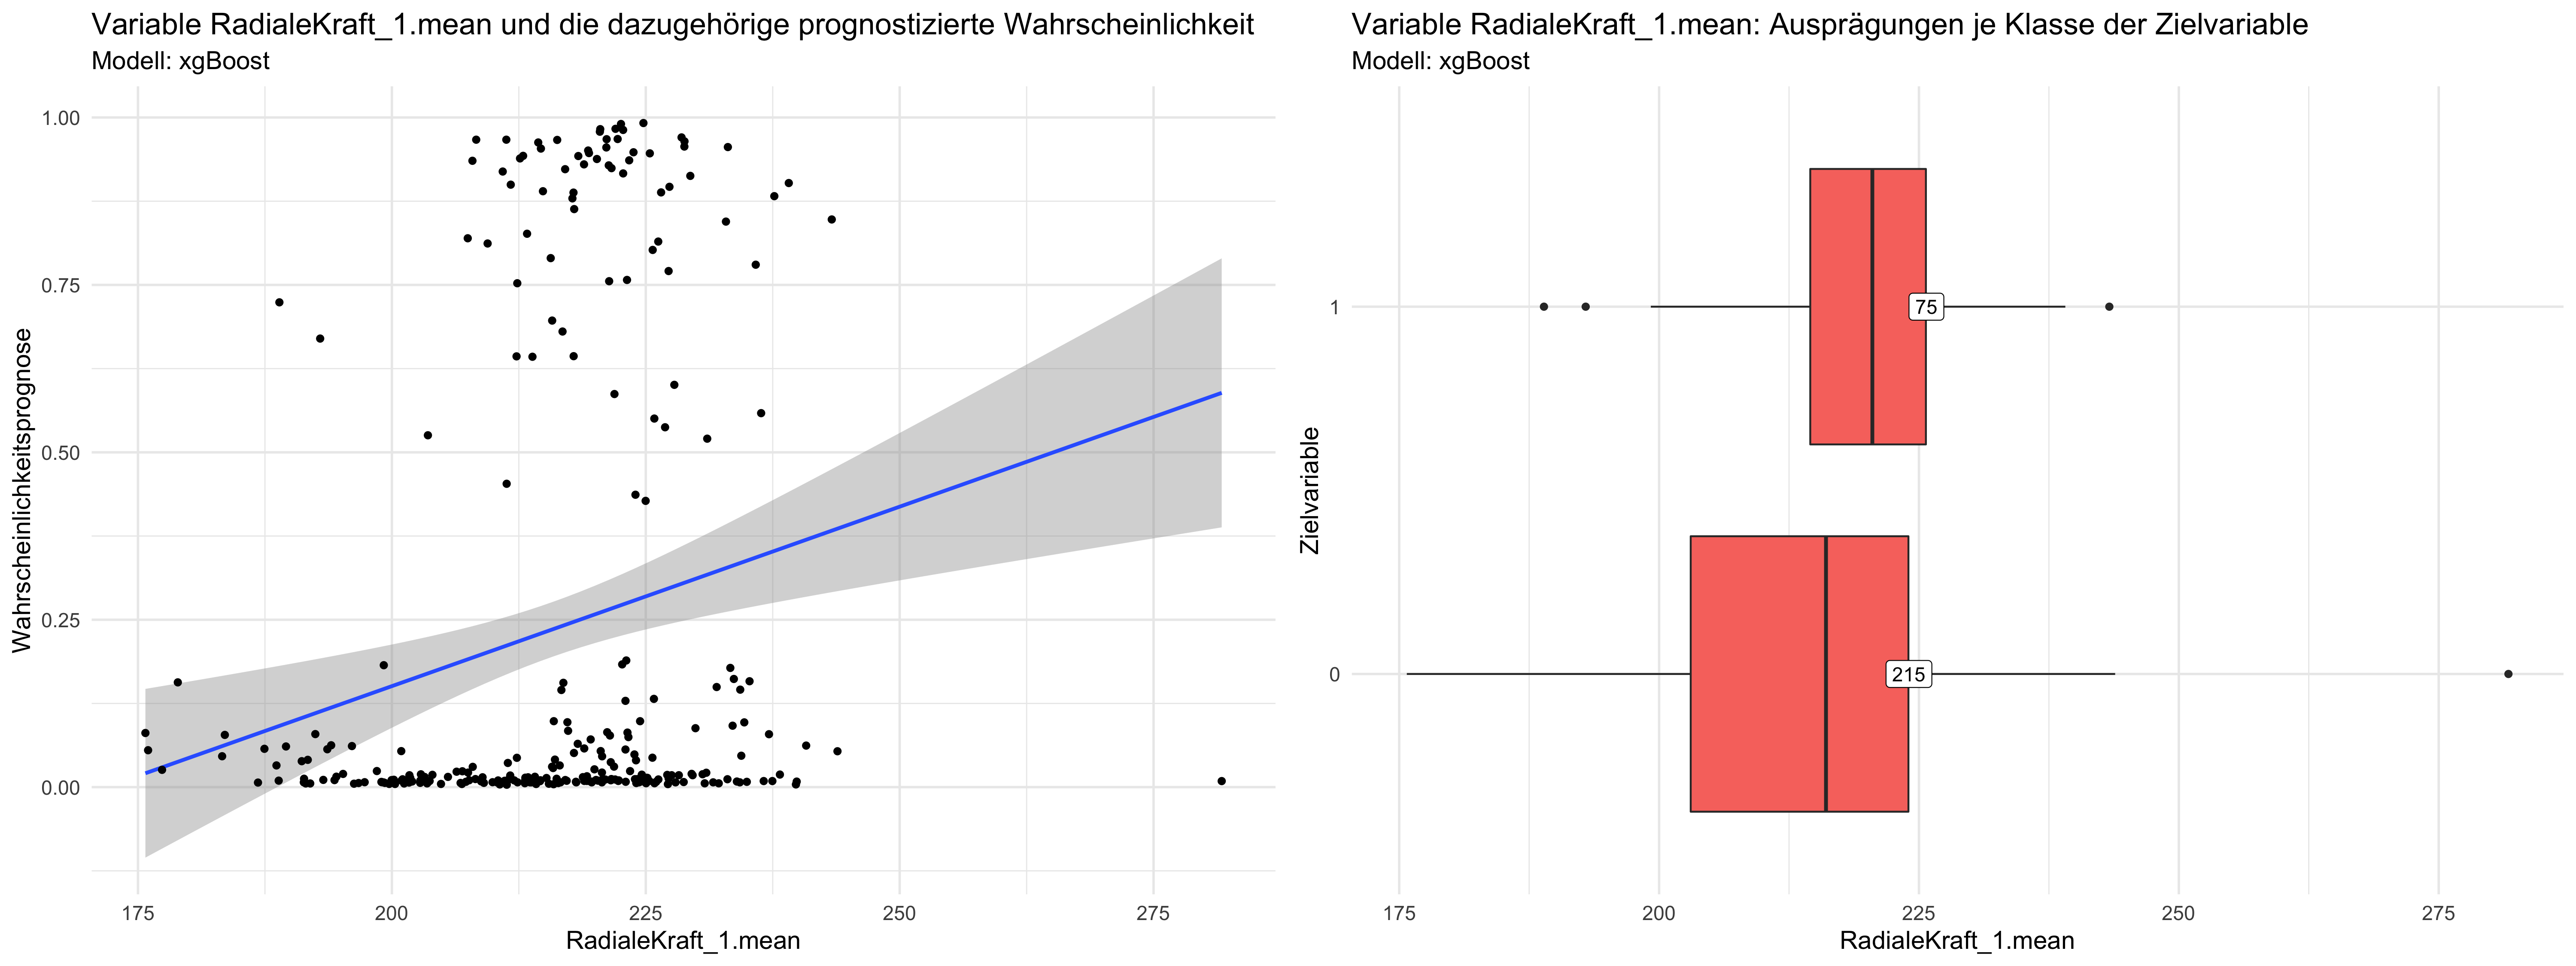 Variable RadialeKraft_1.mean und die dazugehörige prognostizierte Wahrscheinlichkeit
Modell: xgBoost
Wahrscheinlichkeitsprognose
1.00
0.75
0.50
0.25
0.00
175
200
225
250
275
RadialeKraft_1.mean
Variable RadialeKraft_1.mean: Ausprägungen je Klasse der Zielvariable
Modell: xgBoost
Zielvariable
1
75
0
215
175
200
225
250
275
RadialeKraft_1.mean